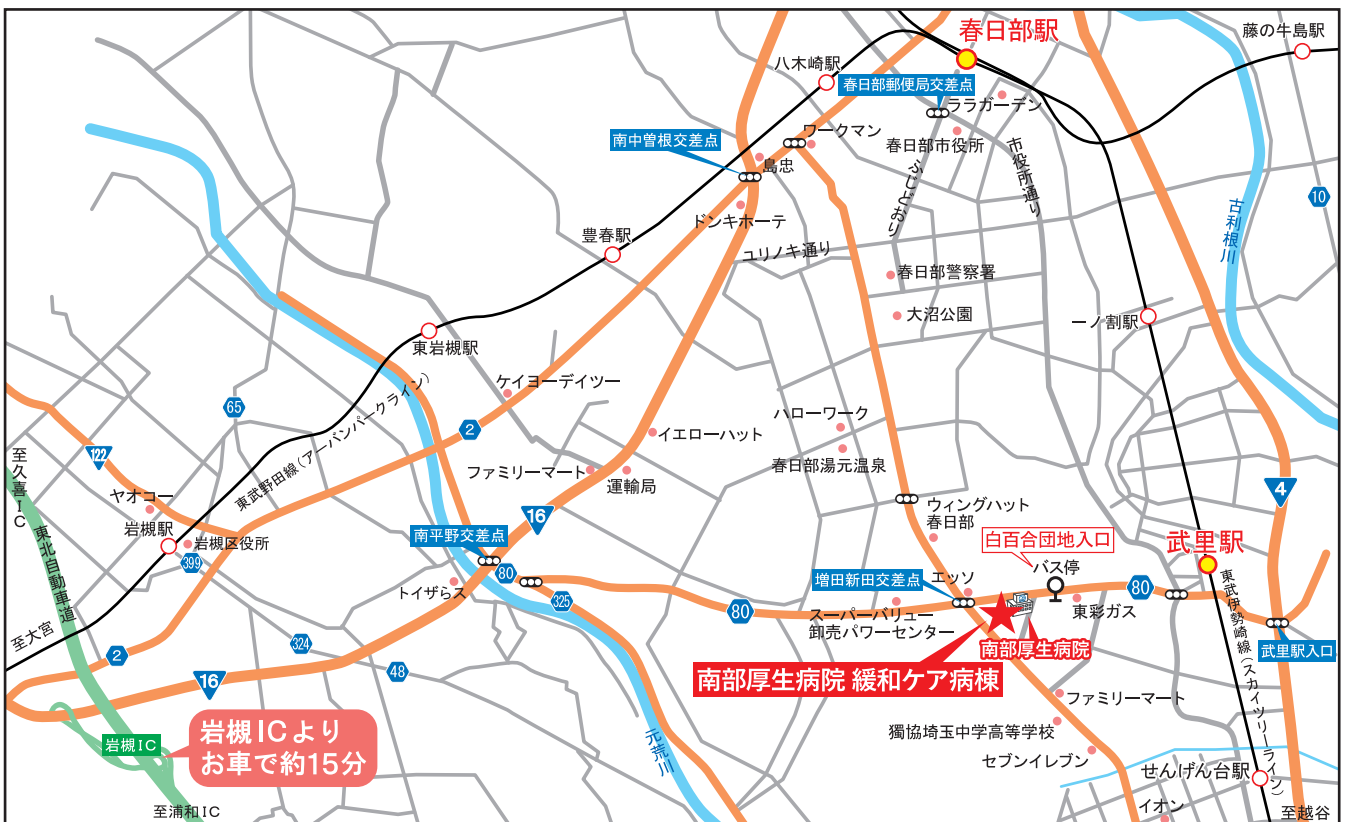 春日部駅
藤の牛島駅
八木崎駅
春日部郵便局交差点
ララガーデン
南中曽根交差点
ワークマン
春日部市役所
島忠
ふじどおり
市役所通り
10
ドンキホーテ
古利根川
豊春駅
ユリノキ通り
春日部警察署
大沼公園
一ノ割駅
東岩槻駅
ケイヨーデイツー
65
2
東武野田線(アーバンパークライン)
ハローワーク
イエローハット
春日部湯元温泉
122
至久喜IC
ファミリーマート
運輸局
ヤオコー
16
4
岩槻駅
岩槻区役所
ウィングハット
春日部
東北自動車道
399
南平野交差点
白百合団地入口
武里駅
バス停
80
増田新田交差点
エッソ
80
トイザらス
325
80
スーパーバリュー
卸売パワーセンター
東彩ガス
東武伊勢崎線(スカイツリーライン)
至大宮
324
南部厚生病院
武里駅入口
2
48
16
南部厚生病院 緩和ケア病棟
ファミリーマート
岩槻ICより
お車で約15分
岩槻IC
元荒川
獨協埼玉中学高等学校
セブンイレブン
せんげん台駅
至浦和IC
イオン
至越谷